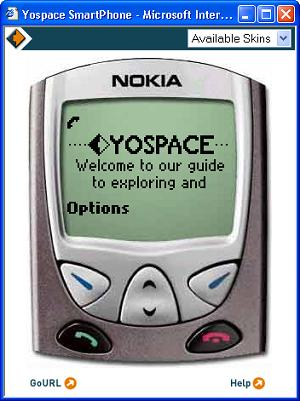 Yospace SmartPhone - Microsoft Inter...
Available Skins
NOKIA
YOSPACE
Welcome to our guide
to exploring and
Options
GoURL
Help